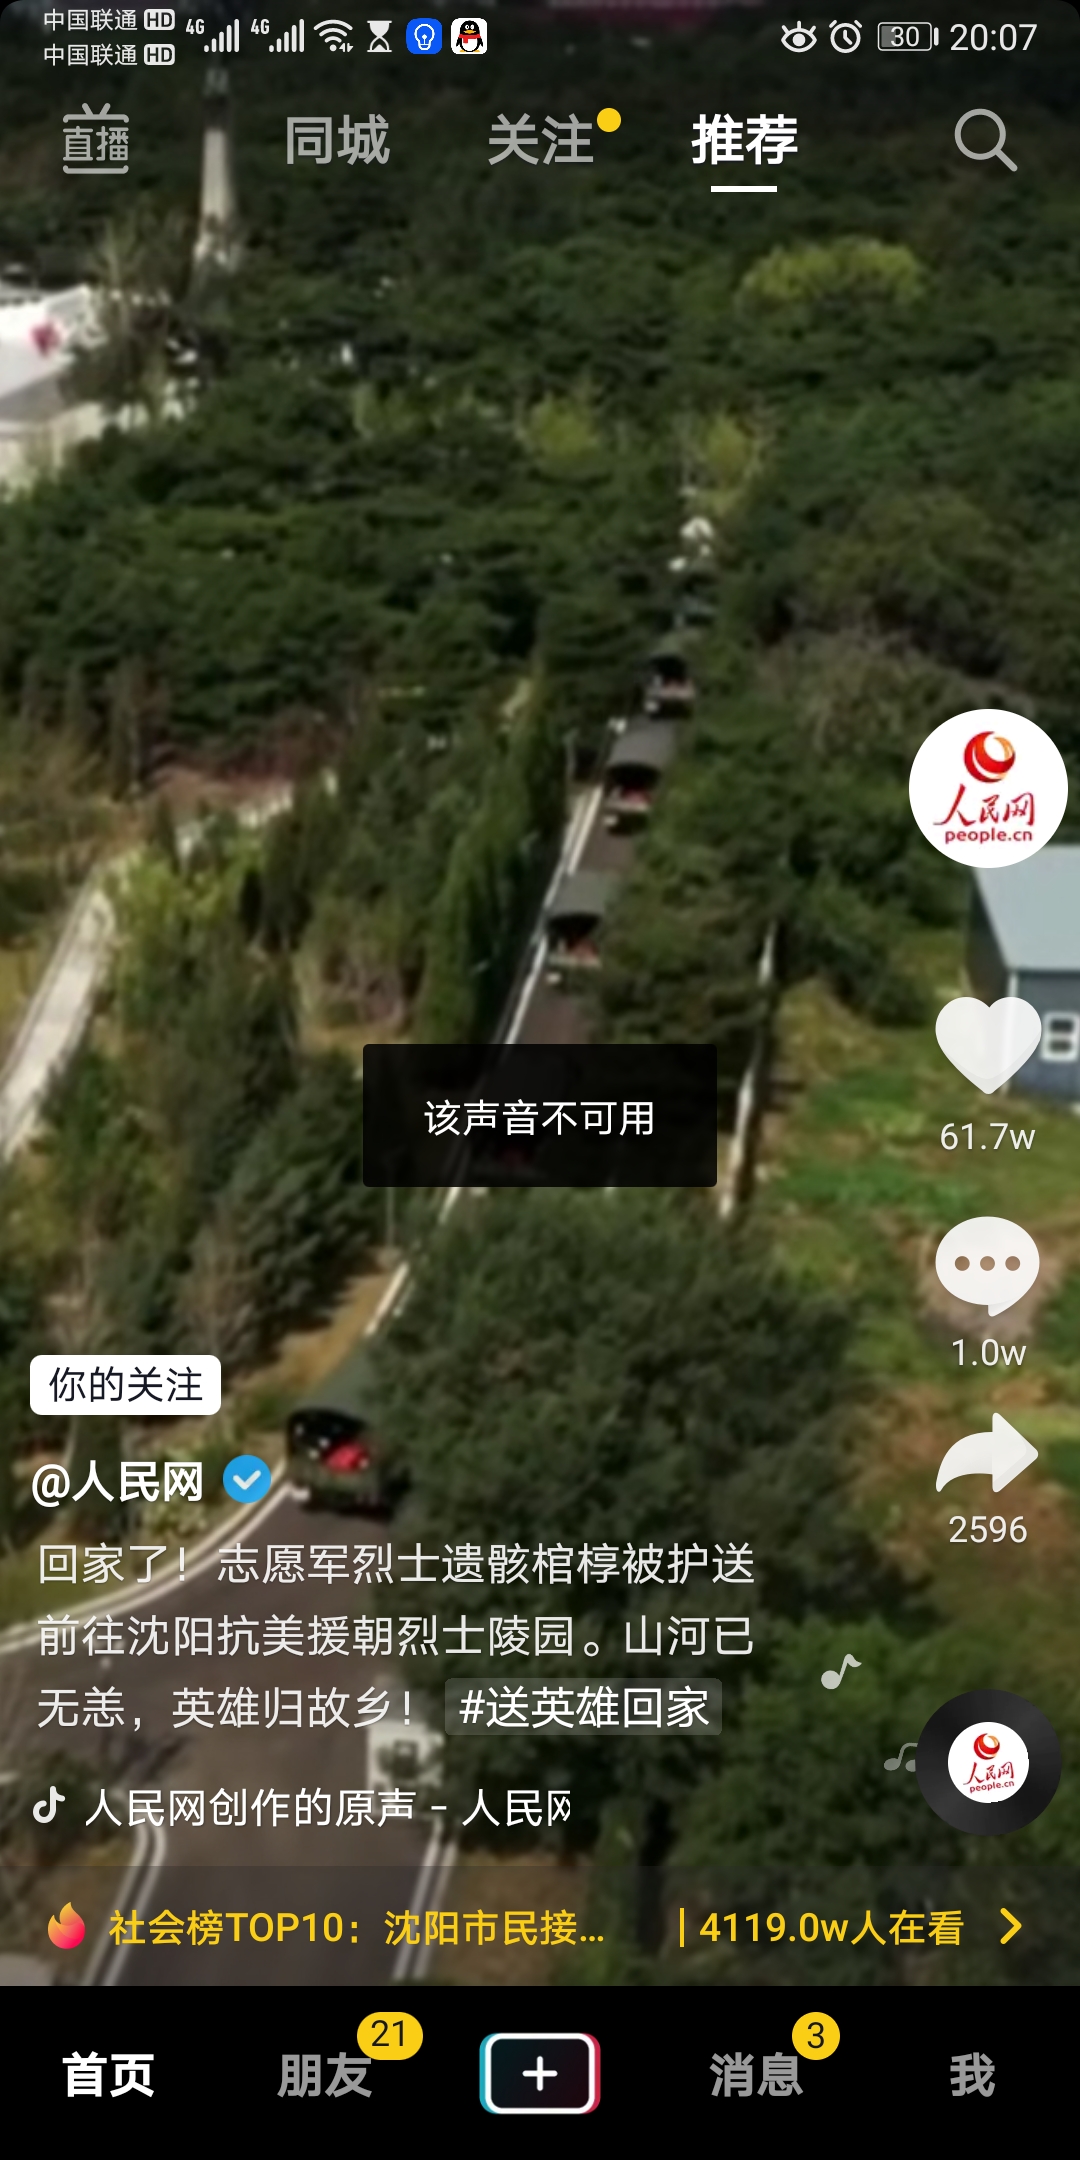 中国联通 HD 4G 4G 30 20:07
中国联通 HD
直播 同城 关注 推荐
人民网
people.cn
61.7w
该声音不可用
1.0w
你的关注
@人民网
2596
回家了！志愿军烈士遗骸棺椁被护送
前往沈阳抗美援朝烈士陵园。山河已
无恙，英雄归故乡！ #送英雄回家
人民网
people.cn
人民网创作的原声 - 人民网
社会榜TOP10：沈阳市民接... | 4119.0w人在看
首页 朋友 21 消息 3 我